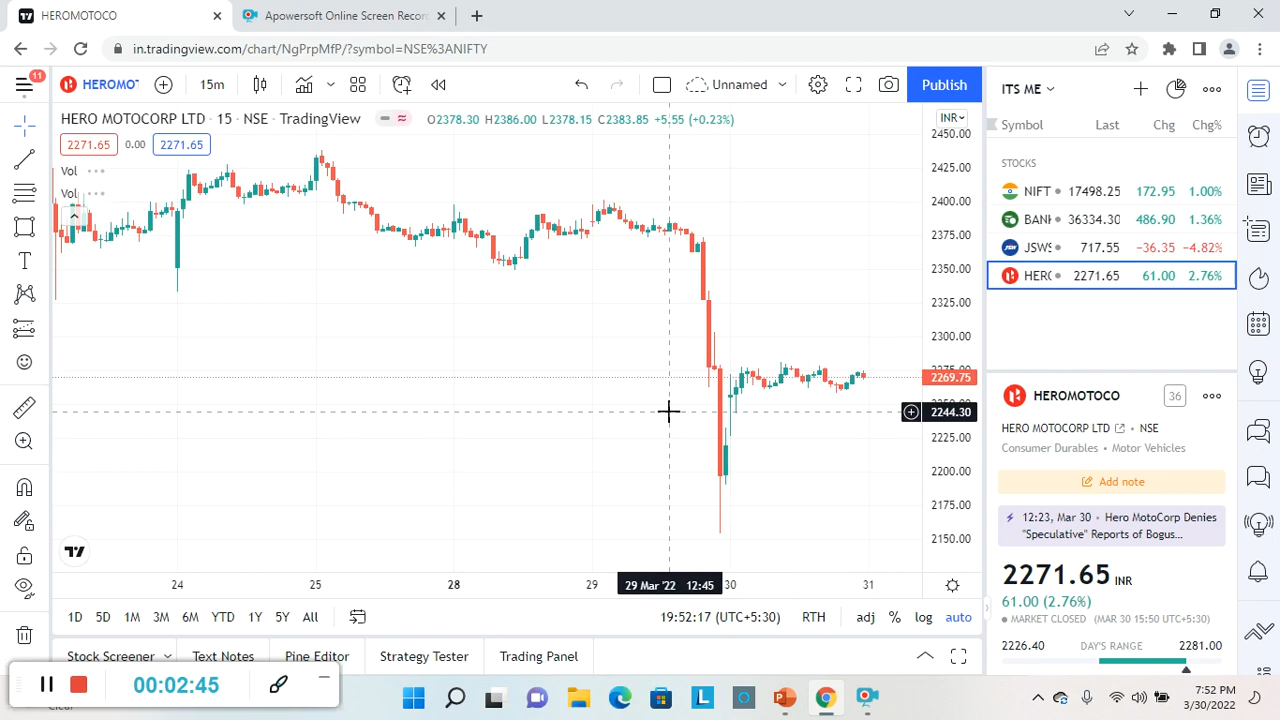 HEROMOTOCO
Apowersoft Online Screen Recor
in.tradingview.com/chart/NgPrpMfP/?symbol=NSE%3ANIFTY
11
HEROMOT
15m
Unnamed
Publish
HERO MOTOCORP LTD · 15 · NSE · TradingView
O2378.30 H2386.00 L2378.15 C2383.85 +5.55 (+0.23%)
INR
2271.65
0.00
2271.65
Vol
Vol
2450.00
2425.00
2400.00
2375.00
2350.00
2325.00
2300.00
2269.75
2244.30
2225.00
2200.00
2175.00
2150.00
24
25
28
29
29 Mar '22 12:45
30
31
1D 5D 1M 3M 6M YTD 1Y 5Y All
19:52:17 (UTC+5:30)
RTH
adj % log auto
Stock Screener
Text Notes
Pine Editor
Strategy Tester
Trading Panel
ITS ME
Symbol Last Chg Chg%
STOCKS
NIFT 17498.25 172.95 1.00%
BANK 36334.30 486.90 1.36%
JSWS 717.55 −36.35 −4.82%
HERO 2271.65 61.00 2.76%
HEROMOTOCO
36
HERO MOTOCORP LTD · NSE
Consumer Durables · Motor Vehicles
Add note
12:23, Mar 30 · Hero MotoCorp Denies
"Speculative" Reports of Bogus...
2271.65 INR
61.00 (2.76%)
MARKET CLOSED (MAR 30 15:50 UTC+5:30)
2226.40 DAY'S RANGE 2281.00
00:02:45
7:52 PM
3/30/2022